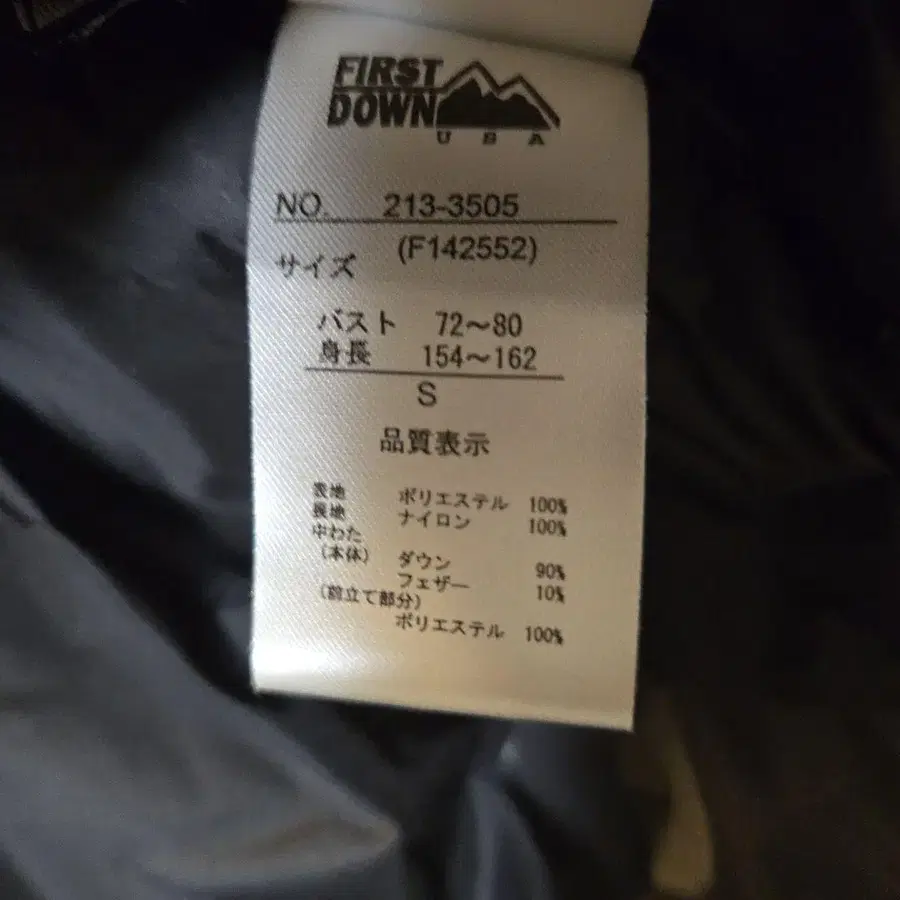 FIRST
DOWN
USA
NO. 213-3505
(F142552)
サイズ
バスト 72～80
身長 154～162
S
品質表示
表地 ポリエステル 100%
裏地 ナイロン 100%
中わた
(本体) ダウン 90%
フェザー 10%
(前立て部分)
ポリエステル 100%